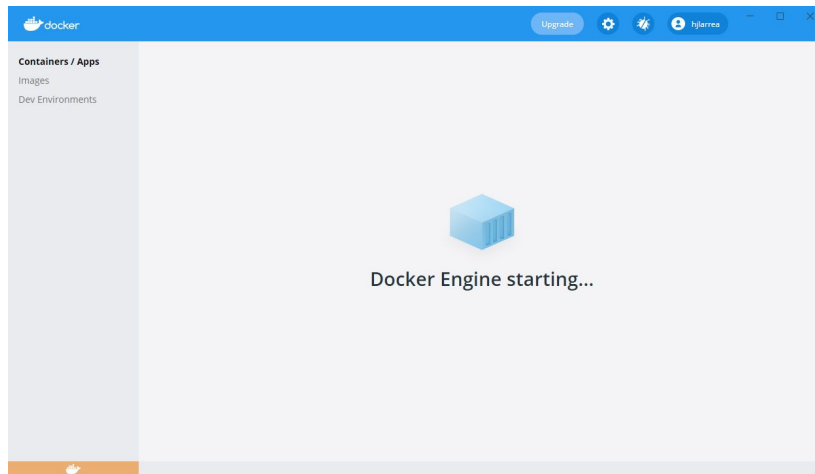 docker
Upgrade
hjlarrea
Containers / Apps
Images
Dev Environments
Docker Engine starting...